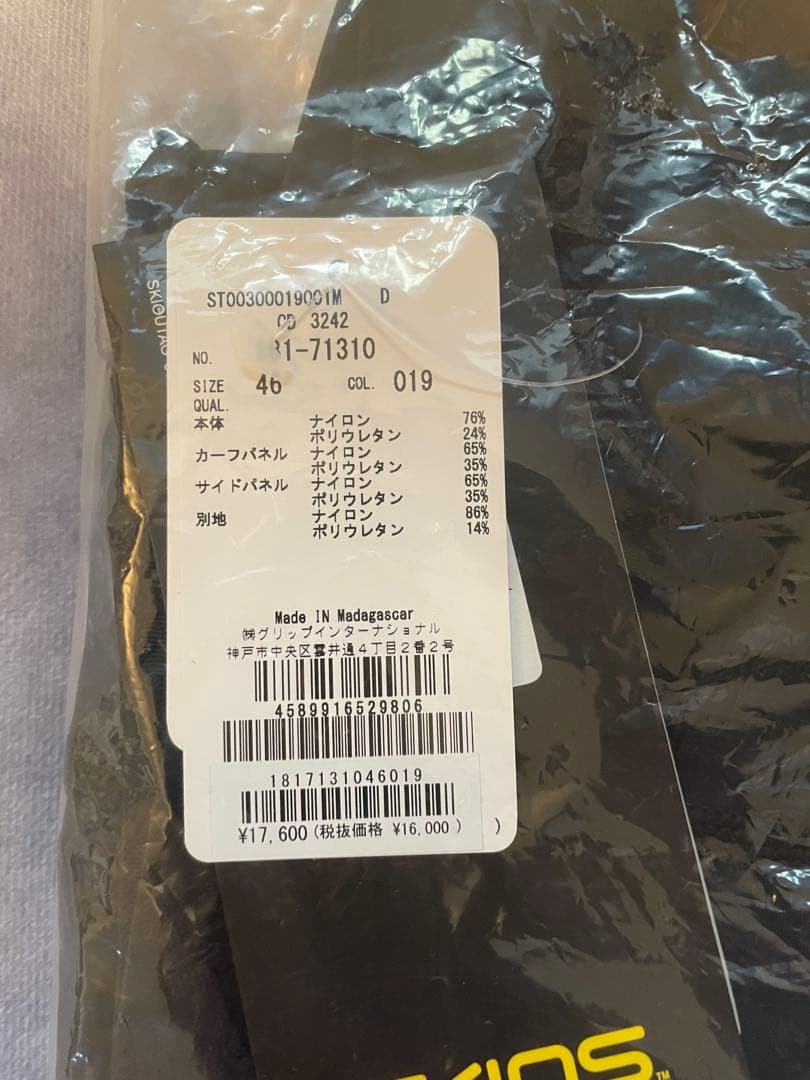 ST00300019001M D
CD 3242
NO. 181-71310
SIZE 46 COL. 019
QUAL.
本体 ナイロン 76%
ポリウレタン 24%
カーフパネル ナイロン 65%
ポリウレタン 35%
サイドパネル ナイロン 65%
ポリウレタン 35%
別地 ナイロン 86%
ポリウレタン 14%
Made IN Madagascar
㈱グリップインターナショナル
神戸市中央区雲井通4丁目2番2号
4589916529806
1817131046019
¥17,600(税抜価格 ¥16,000 ) )
TM